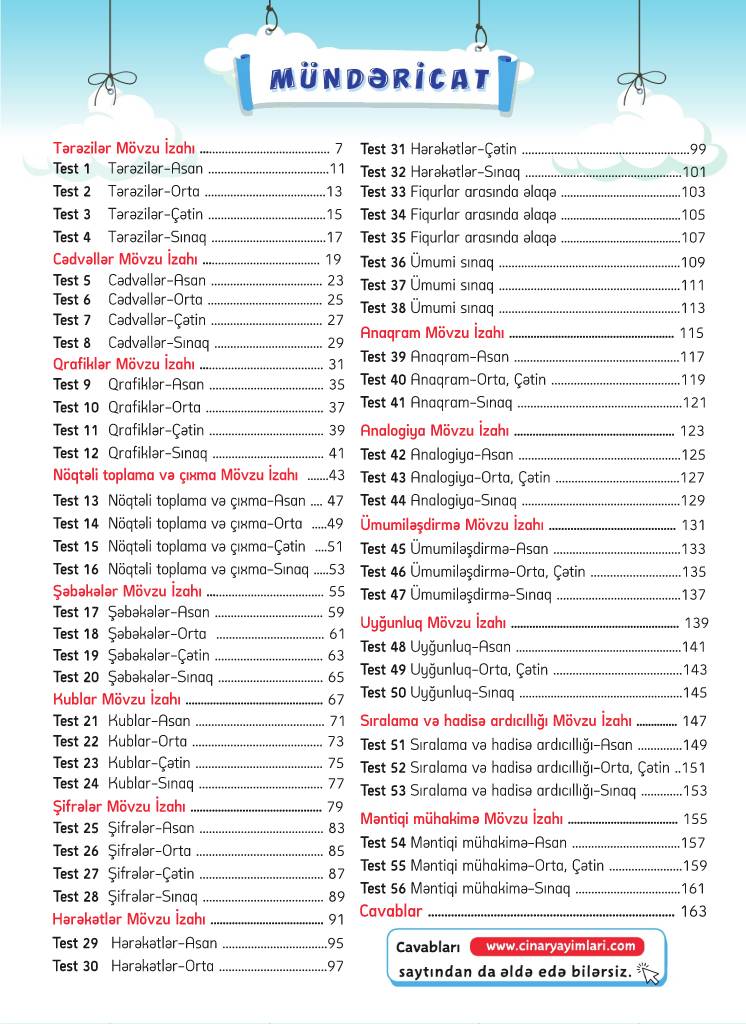 MÜNDƏRİCAT
Tərəzilər Mövzu İzahı ........................................ 7
Test 1 Tərəzilər-Asan ....................................11
Test 2 Tərəzilər-Orta ....................................13
Test 3 Tərəzilər-Çətin ....................................15
Test 4 Tərəzilər-Sınaq ....................................17
Cədvəllər Mövzu İzahı .................................... 19
Test 5 Cədvəllər-Asan .................................... 23
Test 6 Cədvəllər-Orta .................................... 25
Test 7 Cədvəllər-Çətin .................................... 27
Test 8 Cədvəllər-Sınaq .................................... 29
Qrafiklər Mövzu İzahı .................................... 31
Test 9 Qrafiklər-Asan .................................... 35
Test 10 Qrafiklər-Orta .................................... 37
Test 11 Qrafiklər-Çətin .................................... 39
Test 12 Qrafiklər-Sınaq .................................... 41
Nöqtəli toplama və çıxma Mövzu İzahı .......43
Test 13 Nöqtəli toplama və çıxma-Asan .... 47
Test 14 Nöqtəli toplama və çıxma-Orta .....49
Test 15 Nöqtəli toplama və çıxma-Çətin ....51
Test 16 Nöqtəli toplama və çıxma-Sınaq .....53
Şəbəkələr Mövzu İzahı .................................... 55
Test 17 Şəbəkələr-Asan .................................... 59
Test 18 Şəbəkələr-Orta .................................... 61
Test 19 Şəbəkələr-Çətin .................................... 63
Test 20 Şəbəkələr-Sınaq .................................... 65
Kublar Mövzu İzahı .................................... 67
Test 21 Kublar-Asan .................................... 71
Test 22 Kublar-Orta .................................... 73
Test 23 Kublar-Çətin .................................... 75
Test 24 Kublar-Sınaq .................................... 77
Şifrələr Mövzu İzahı .................................... 79
Test 25 Şifrələr-Asan .................................... 83
Test 26 Şifrələr-Orta .................................... 85
Test 27 Şifrələr-Çətin .................................... 87
Test 28 Şifrələr-Sınaq .................................... 89
Hərəkətlər Mövzu İzahı .................................... 91
Test 29 Hərəkətlər-Asan ................................95
Test 30 Hərəkətlər-Orta .................................97
Test 31 Hərəkətlər-Çətin ....................................99
Test 32 Hərəkətlər-Sınaq ....................................101
Test 33 Fiqurlar arasında əlaqə ....................................103
Test 34 Fiqurlar arasında əlaqə ....................................105
Test 35 Fiqurlar arasında əlaqə ....................................107
Test 36 Ümumi sınaq ....................................109
Test 37 Ümumi sınaq ....................................111
Test 38 Ümumi sınaq ....................................113
Anaqram Mövzu İzahı .................................... 115
Test 39 Anaqram-Asan ....................................117
Test 40 Anaqram-Orta, Çətin ....................................119
Test 41 Anaqram-Sınaq ....................................121
Analogiya Mövzu İzahı .................................... 123
Test 42 Analogiya-Asan ....................................125
Test 43 Analogiya-Orta, Çətin ....................................127
Test 44 Analogiya-Sınaq ....................................129
Ümumiləşdirmə Mövzu İzahı .................................... 131
Test 45 Ümumiləşdirmə-Asan ....................................133
Test 46 Ümumiləşdirmə-Orta, Çətin ...........................135
Test 47 Ümumiləşdirmə-Sınaq ....................................137
Uyğunluq Mövzu İzahı .................................... 139
Test 48 Uyğunluq-Asan ....................................141
Test 49 Uyğunluq-Orta, Çətin ....................................143
Test 50 Uyğunluq-Sınaq ....................................145
Sıralama və hadisə ardıcıllığı Mövzu İzahı ............ 147
Test 51 Sıralama və hadisə ardıcıllığı-Asan .............149
Test 52 Sıralama və hadisə ardıcıllığı-Orta, Çətin ..151
Test 53 Sıralama və hadisə ardıcıllığı-Sınaq ............153
Məntiqi mühakimə Mövzu İzahı ................................. 155
Test 54 Məntiqi mühakimə-Asan .................................157
Test 55 Məntiqi mühakimə-Orta, Çətin .......................159
Test 56 Məntiqi mühakimə-Sınaq ................................161
Cavablar .................................... 163
Cavabları www.cinaryayimlari.com
saytından da əldə edə bilərsiz.